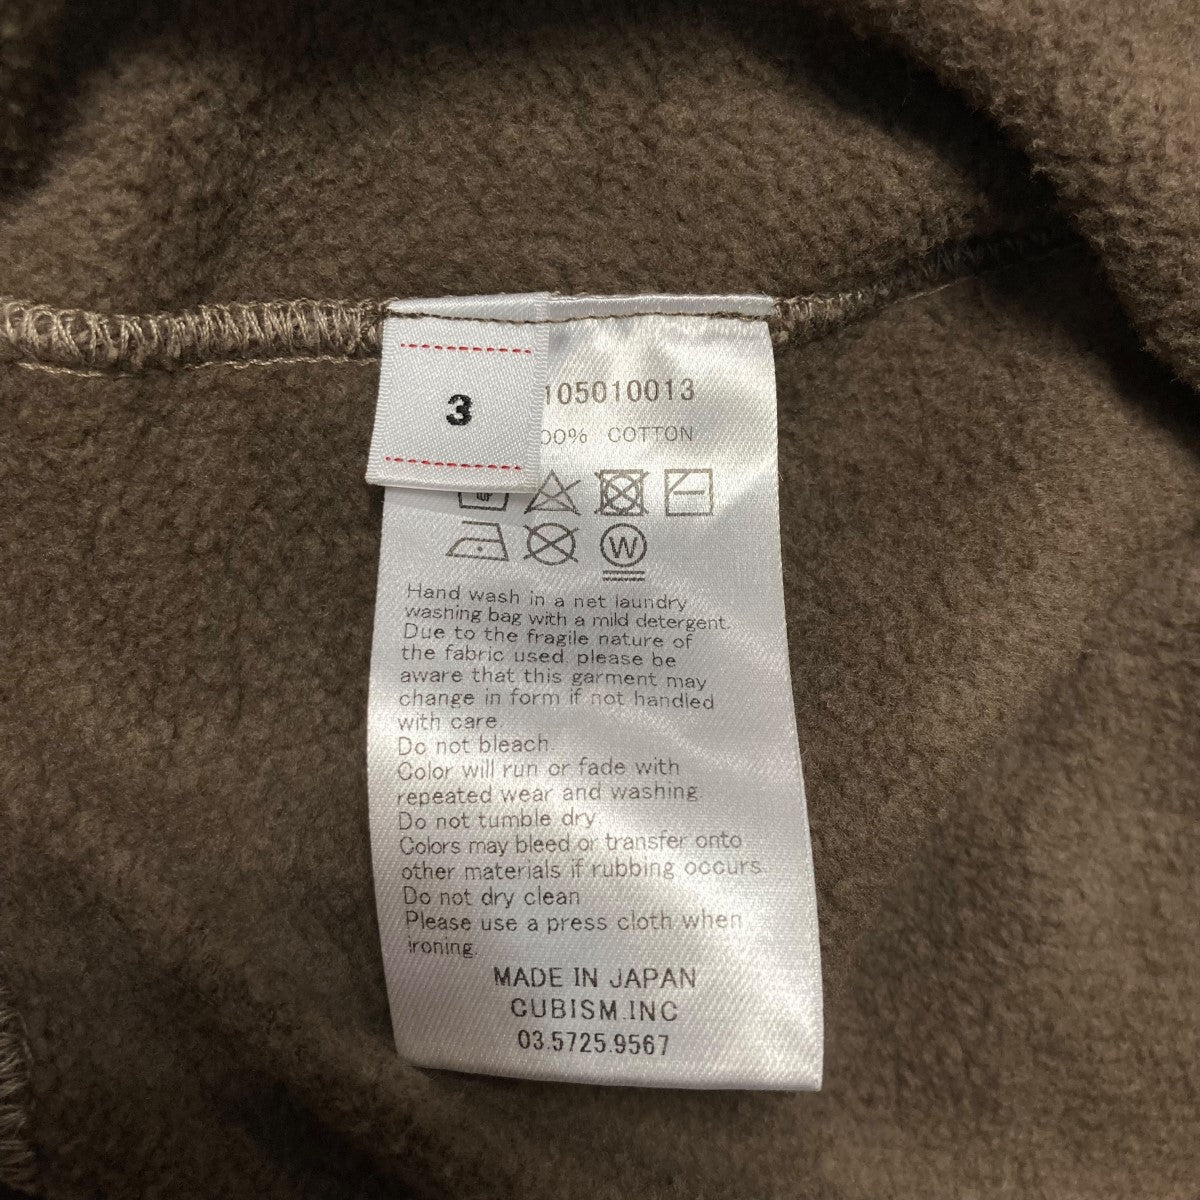 3
105010013
00% COTTON
W
Hand wash in a net laundry
washing bag with a mild detergent.
Due to the fragile nature of
the fabric used, please be
aware that this garment may
change in form if not handled
with care.
Do not bleach.
Color will run or fade with
repeated wear and washing.
Do not tumble dry.
Colors may bleed or transfer onto
other materials if rubbing occurs.
Do not dry clean
Please use a press cloth when
ironing.
MADE IN JAPAN
CUBISM.INC
03.5725.9567